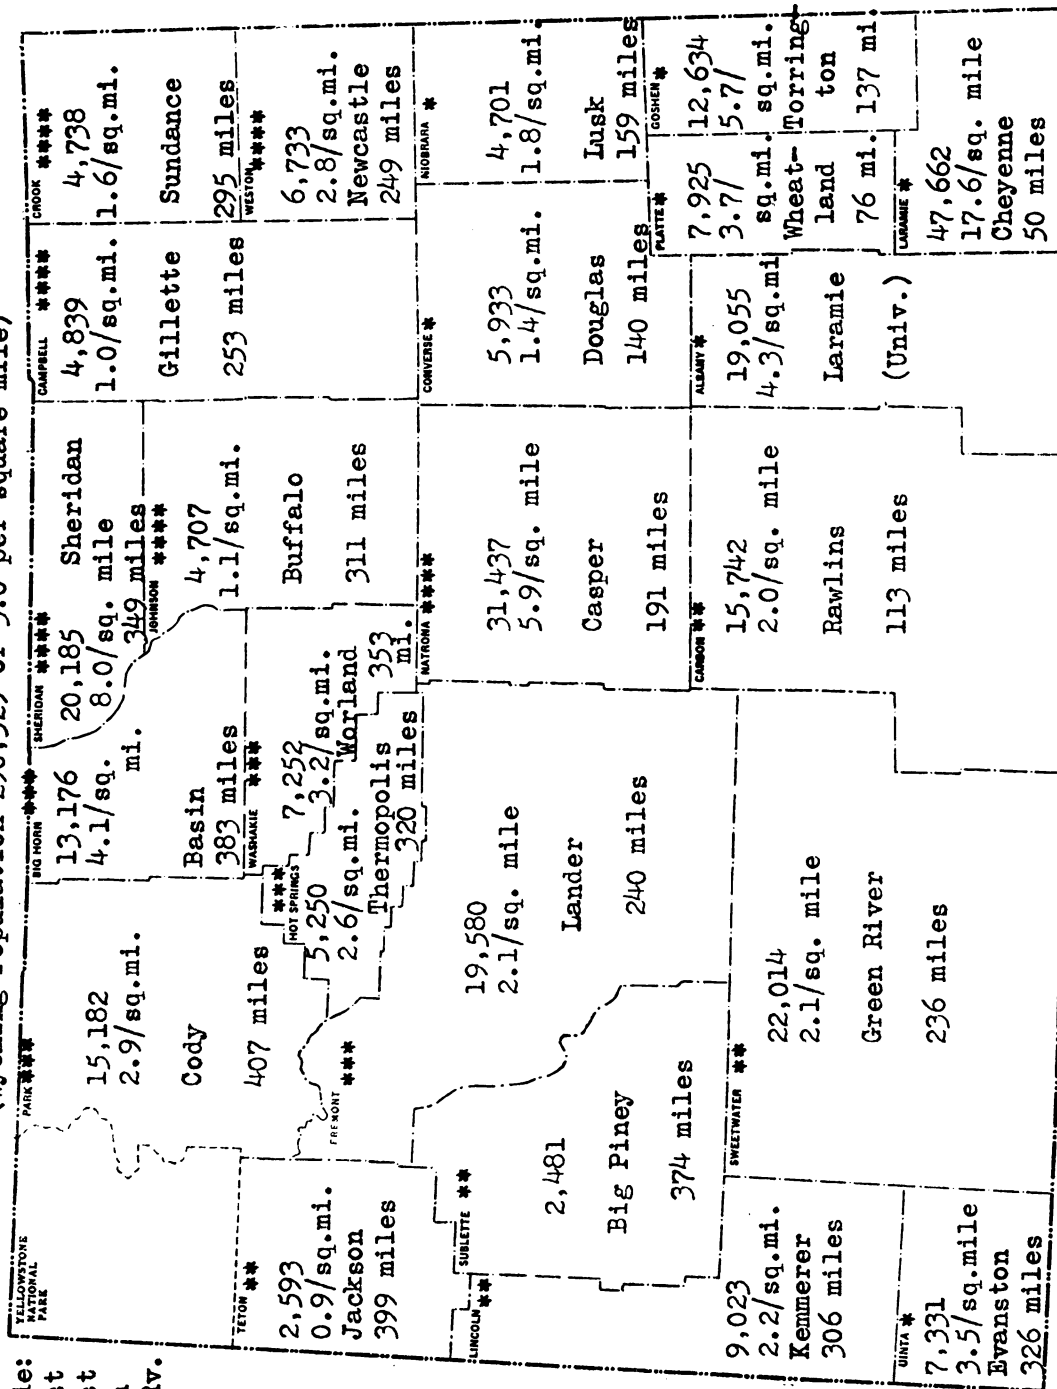 (Wyoming Population 290,529 or 3.0 per square mile)
YELLOWSTONE
NATIONAL
PARK
PARK ***
15,182
2.9/sq.mi.
Cody
407 miles
BIG HORN ****
13,176
4.1/sq.
mi.
Basin
383 miles
SHERIDAN ****
20,185 Sheridan
8.0/sq. mile
349 miles
JOHNSON ****
4,707
1.1/sq.mi.
Buffalo
311 miles
CAMPBELL ****
4,839
1.0/sq.mi.
Gillette
253 miles
CROOK ****
4,738
1.6/sq.mi.
Sundance
295 miles
WESTON ****
6,733
2.8/sq.mi.
Newcastle
249 miles
TETON **
2,593
0.9/sq.mi.
Jackson
399 miles
FREMONT
***
19,580
2.1/sq. mile
Lander
240 miles
HOT SPRINGS ***
5,250
2.6/sq.mi.
Thermopolis
320 miles
WASHAKIE ***
7,252
3.2/sq.mi.
Worland
353
mi.
NATRONA ****
31,437
5.9/sq. mile
Casper
191 miles
CONVERSE *
5,933
1.4/sq.mi.
Douglas
140 miles
NIOBRARA *
4,701
1.8/sq.mi.
Lusk
159 miles
LINCOLN **
9,023
2.2/sq.mi.
Kemmerer
306 miles
SUBLETTE **
2,481
Big Piney
374 miles
SWEETWATER **
22,014
2.1/sq. mile
Green River
236 miles
CARBON **
15,742
2.0/sq. mile
Rawlins
113 miles
ALBANY *
19,055
4.3/sq.mi
Laramie
(Univ.)
PLATTE *
7,925
3.7/
sq.mi.
Wheat-
land
76 mi.
GOSHEN *
12,634
5.7/
sq.mi.
Torring-
ton
137 mi
UINTA *
7,331
3.5/sq.mile
Evanston
326 miles
LARAMIE *
47,662
17.6/sq. mile
Cheyenne
50 miles